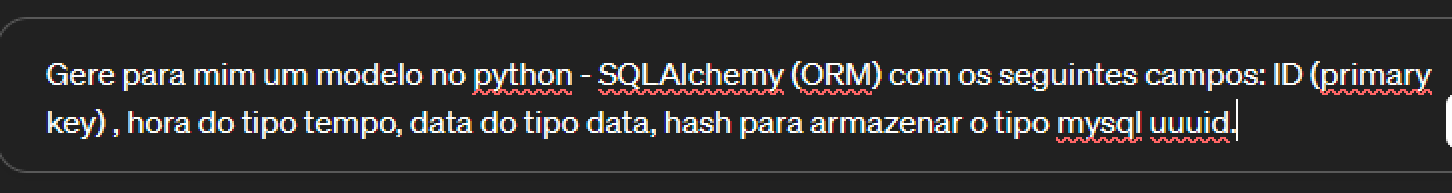 Gere para mim um modelo no python - SQLAlchemy (ORM) com os seguintes campos: ID (primary
key) , hora do tipo tempo, data do tipo data, hash para armazenar o tipo mysql uuuid.